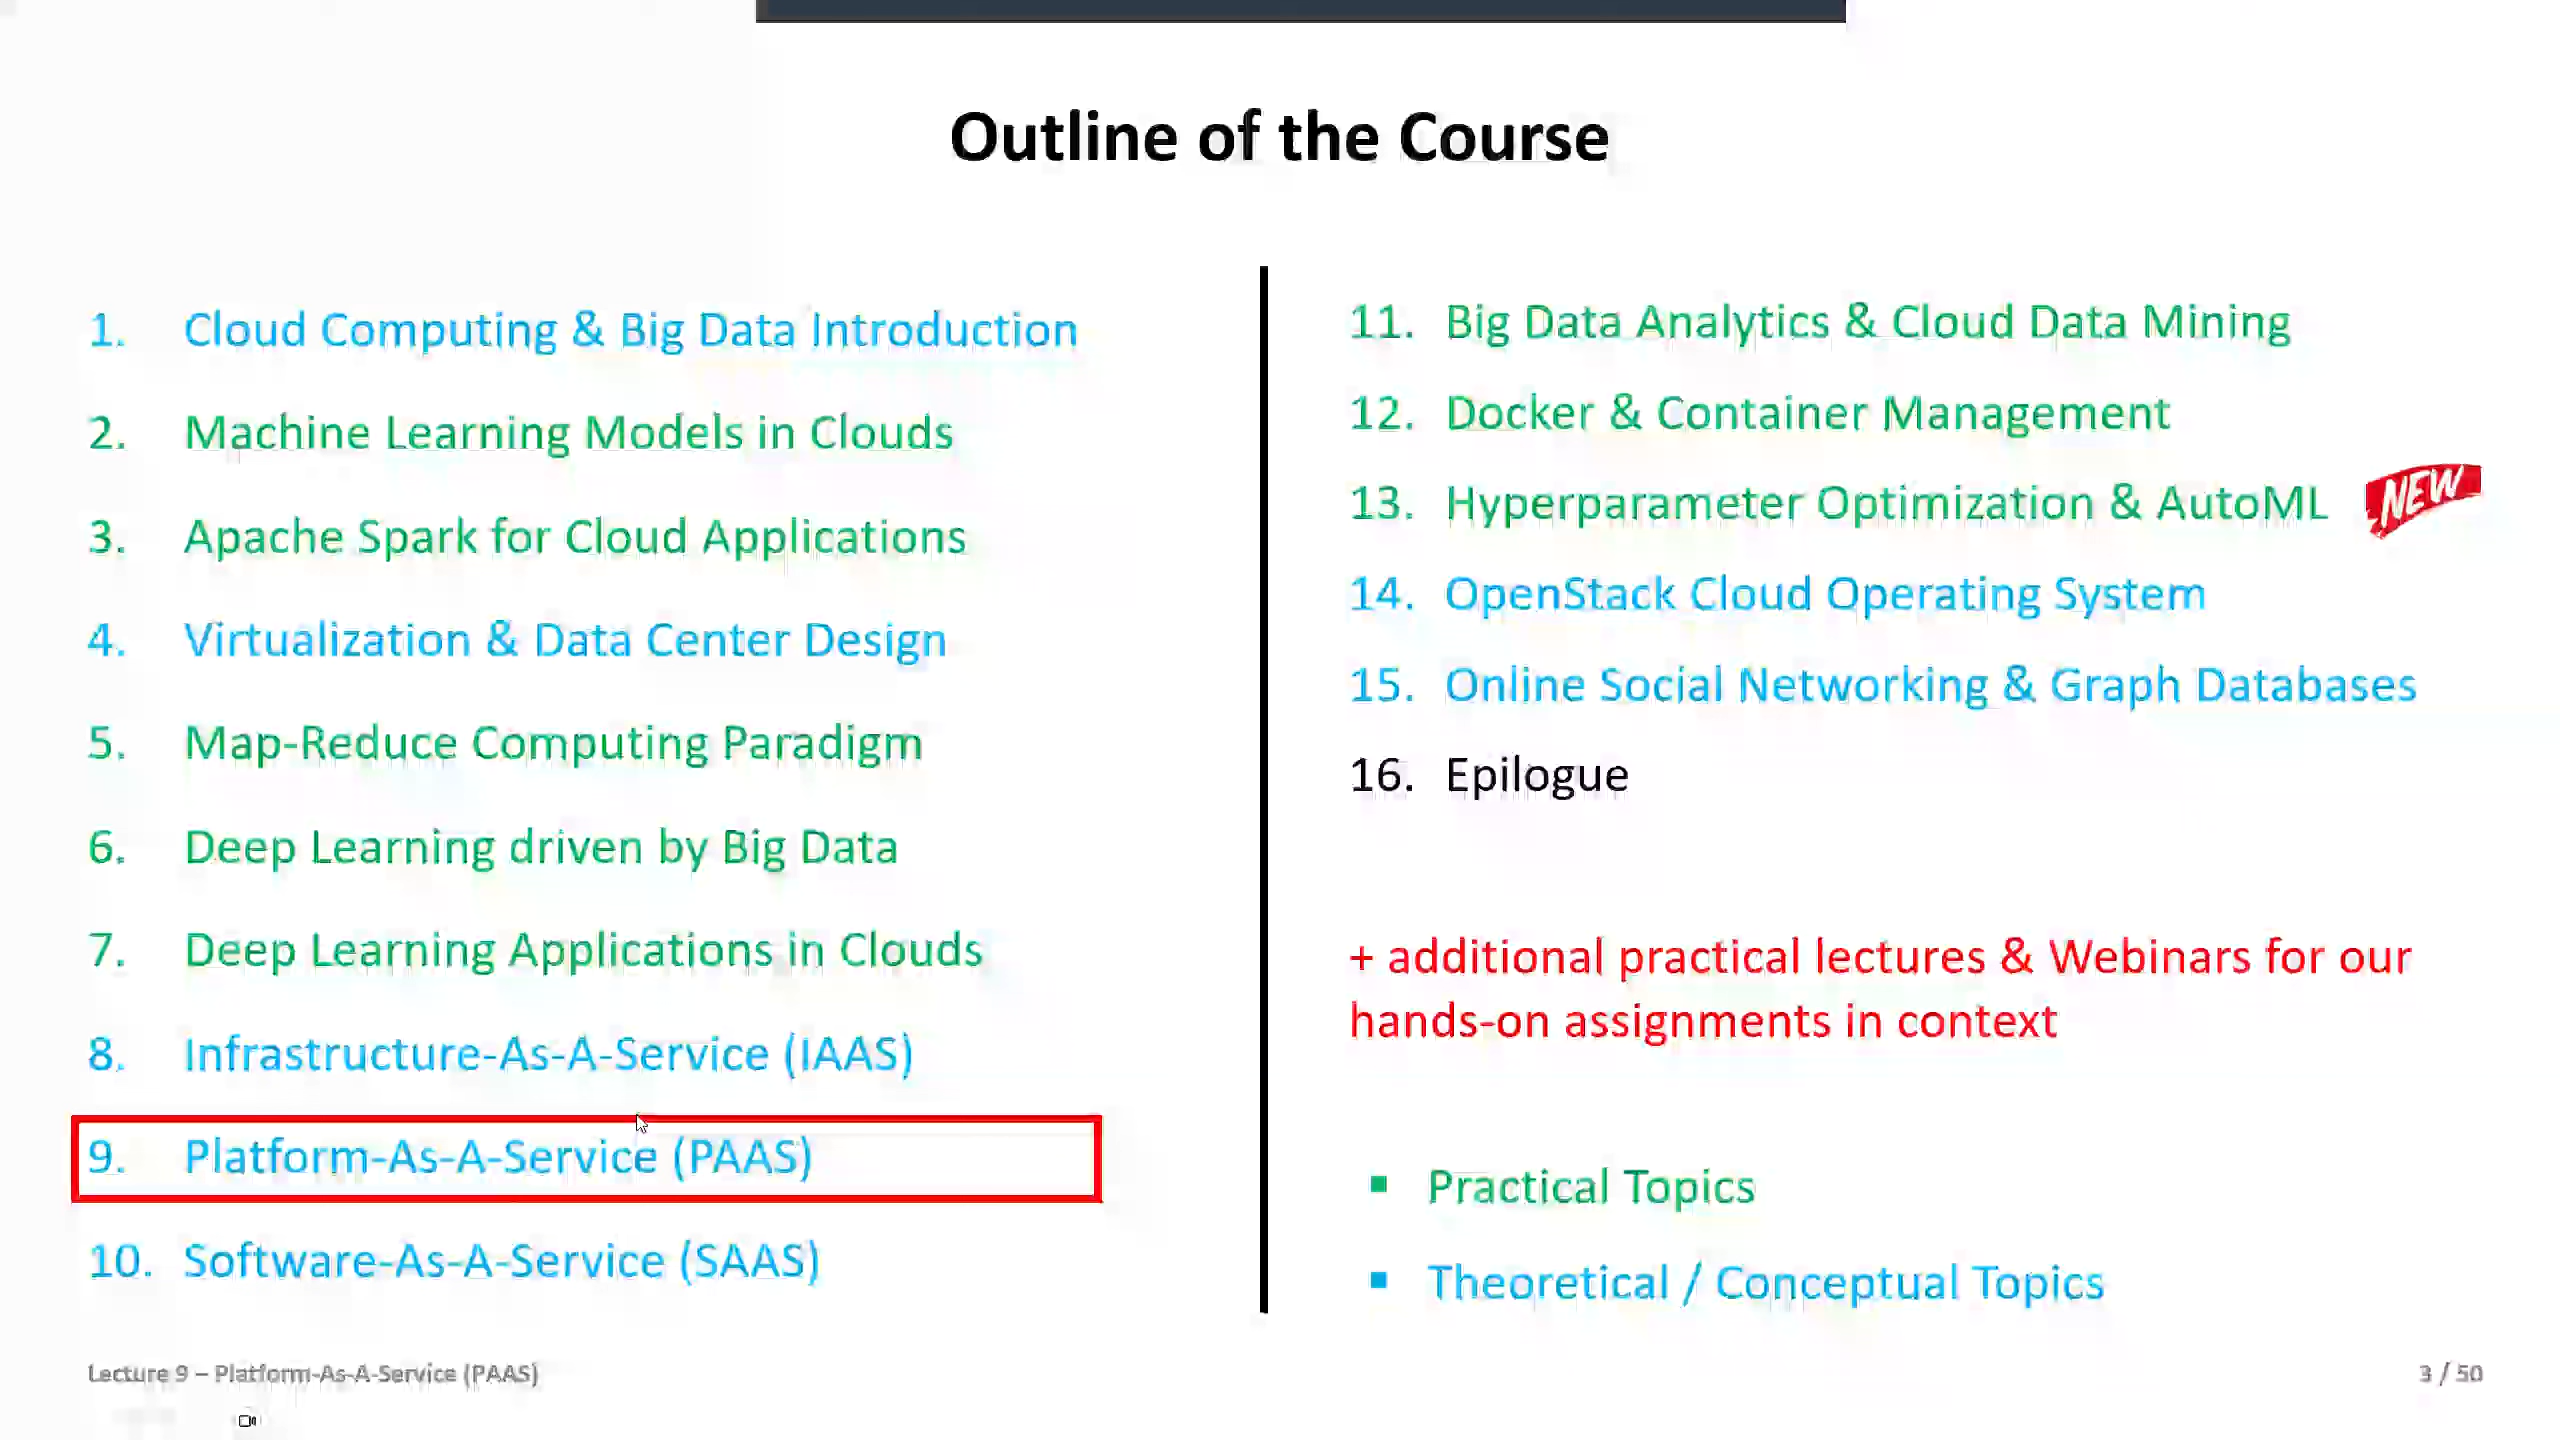 Outline of the Course
1. Cloud Computing & Big Data Introduction
2. Machine Learning Models in Clouds
3. Apache Spark for Cloud Applications
4. Virtualization & Data Center Design
5. Map-Reduce Computing Paradigm
6. Deep Learning driven by Big Data
7. Deep Learning Applications in Clouds
8. Infrastructure-As-A-Service (IAAS)
9. Platform-As-A-Service (PAAS)
10. Software-As-A-Service (SAAS)
11. Big Data Analytics & Cloud Data Mining
12. Docker & Container Management
13. Hyperparameter Optimization & AutoML NEW
14. OpenStack Cloud Operating System
15. Online Social Networking & Graph Databases
16. Epilogue
+ additional practical lectures & Webinars for our
hands-on assignments in context
▪ Practical Topics
▪ Theoretical / Conceptual Topics
Lecture 9 – Platform-As-A-Service (PAAS)
3 / 50